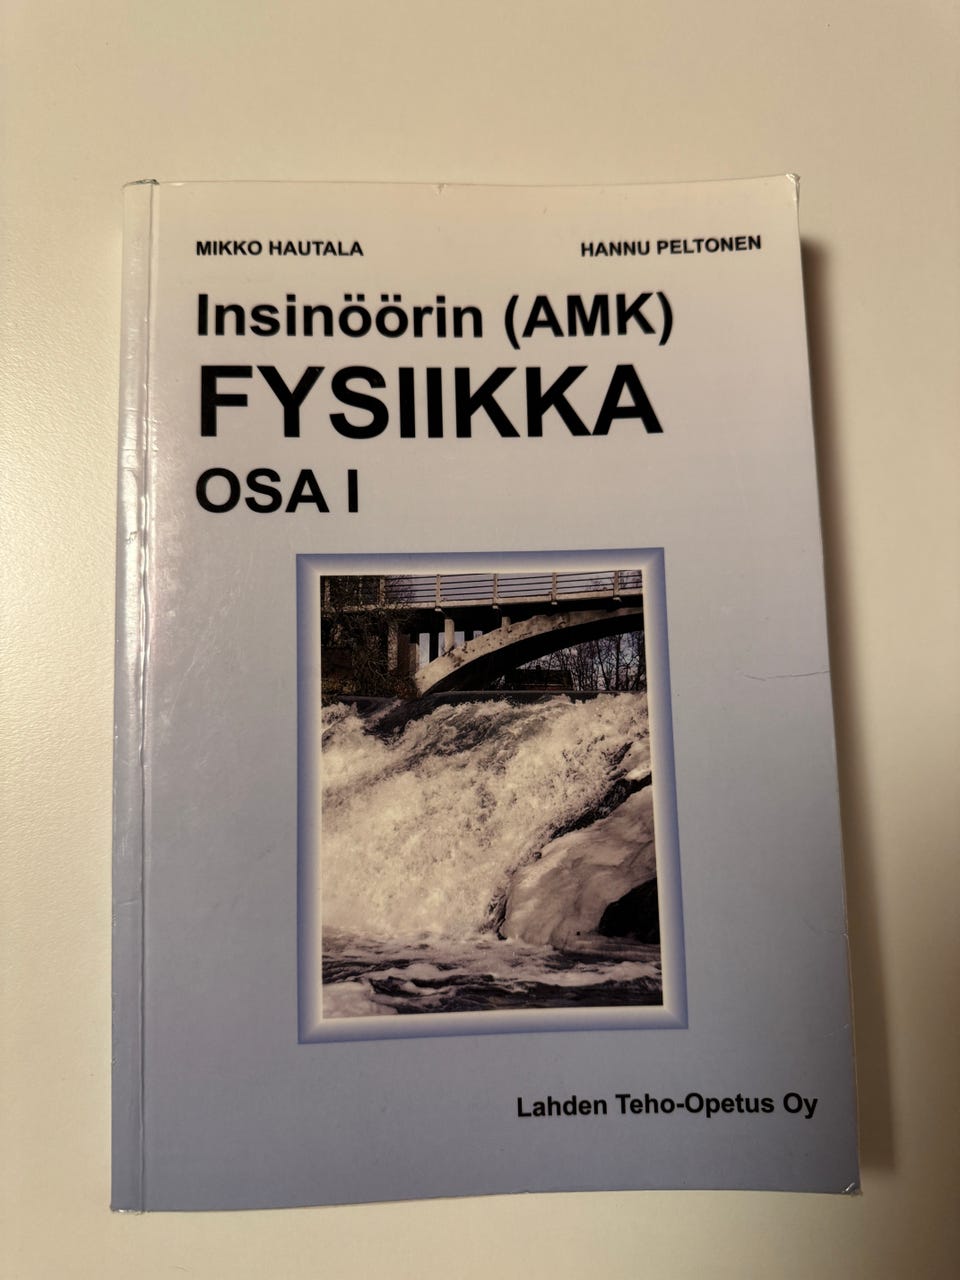 MIKKO HAUTALA HANNU PELTONEN
Insinöörin (AMK)
FYSIIKKA
OSA I
Lahden Teho-Opetus Oy